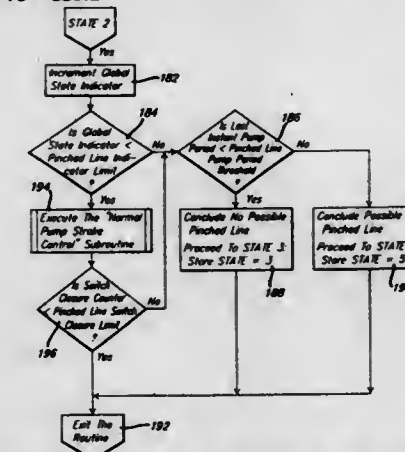 STATE 2
Yes
Increment Global
State Indicator
182
184
Is Global
State Indicator <
Pinched Line Indi-
cator Limit
?
No
186
Is Last
Instant Pump
Period < Pinched Line
Pump Period
Threshold
?
No
Yes
Yes
194
Execute The "Normal
Pump Stroke
Control" Subroutine
Conclude No Possible
Pinched Line
Proceed To STATE 3:
Store STATE = 3
188
Conclude Possible
Pinched Line
Proceed To STATE
Store STATE = 5
19
Is Switch
Closure Counter
< Pinched Line Switch
Closure Limit
?
No
196
Yes
Exit The
Routine
192